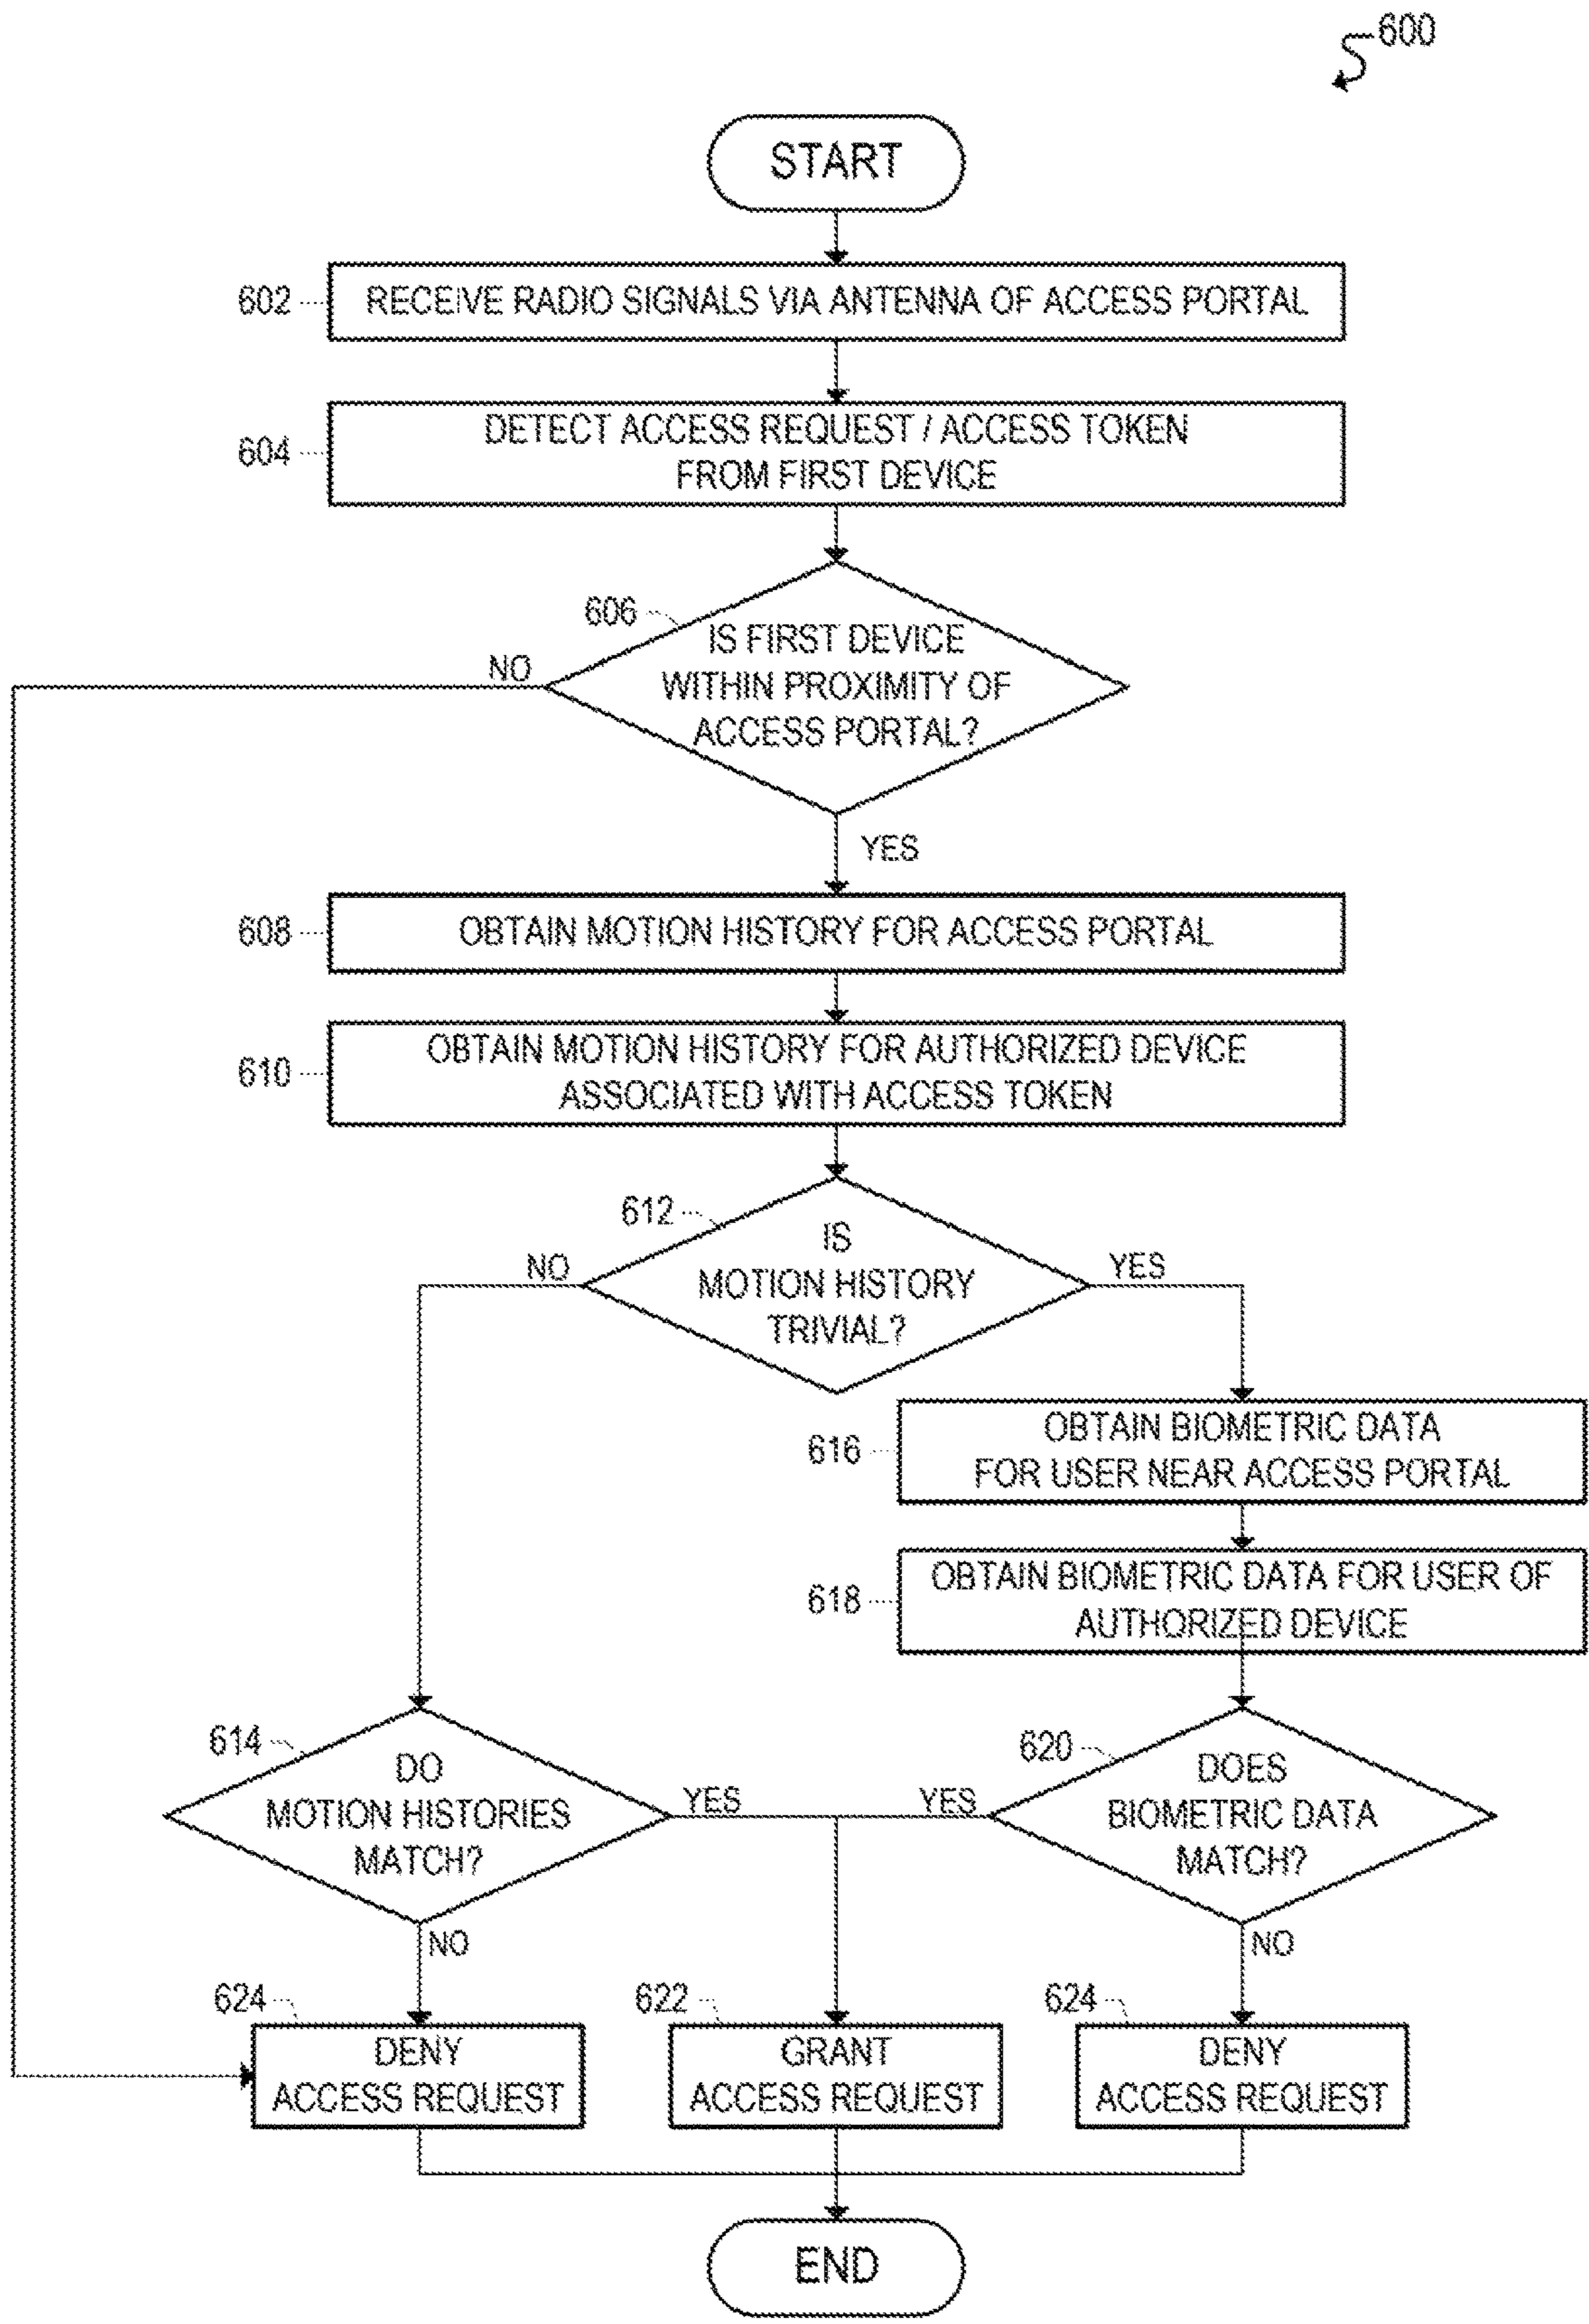 600
START
602
RECEIVE RADIO SIGNALS VIA ANTENNA OF ACCESS PORTAL
604
DETECT ACCESS REQUEST / ACCESS TOKEN
FROM FIRST DEVICE
606
IS FIRST DEVICE
WITHIN PROXIMITY OF
ACCESS PORTAL?
NO
YES
608
OBTAIN MOTION HISTORY FOR ACCESS PORTAL
610
OBTAIN MOTION HISTORY FOR AUTHORIZED DEVICE
ASSOCIATED WITH ACCESS TOKEN
612
IS
MOTION HISTORY
TRIVIAL?
NO
YES
616
OBTAIN BIOMETRIC DATA
FOR USER NEAR ACCESS PORTAL
618
OBTAIN BIOMETRIC DATA FOR USER OF
AUTHORIZED DEVICE
614
DO
MOTION HISTORIES
MATCH?
YES
NO
620
DOES
BIOMETRIC DATA
MATCH?
YES
NO
624
DENY
ACCESS REQUEST
622
GRANT
ACCESS REQUEST
624
DENY
ACCESS REQUEST
END